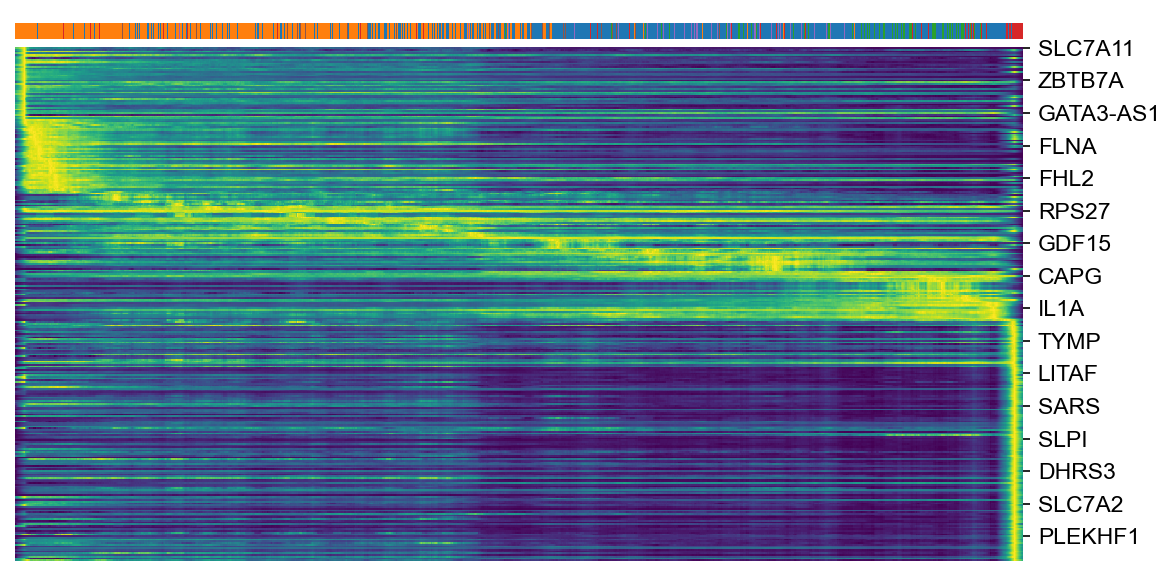 SLC7A11
ZBTB7A
GATA3-AS1
FLNA
FHL2
RPS27
GDF15
CAPG
IL1A
TYMP
LITAF
SARS
SLPI
DHRS3
SLC7A2
PLEKHF1